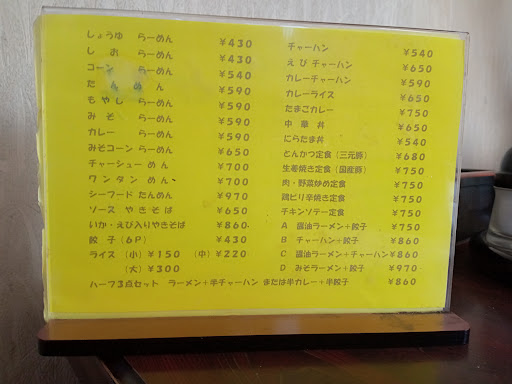 しょうゆ らーめん ¥430
しお らーめん ¥430
コーン らーめん ¥540
たんめん ¥590
もやし らーめん ¥590
みそ らーめん ¥590
カレー らーめん ¥590
みそコーン らーめん ¥650
チャーシューめん ¥700
ワンタンめん ¥700
シーフード たんめん ¥970
ソース やきそば ¥650
いか・えび入りやきそば ¥860
餃子(6P) ¥430
ライス (小) ¥150 (中) ¥220
(大) ¥300
ハーフ3点セット ラーメン+半チャーハン または半カレー+半餃子 ¥860
チャーハン ¥540
えびチャーハン ¥650
カレーチャーハン ¥590
カレーライス ¥650
たまごカレー ¥750
中華丼 ¥650
にらたま丼 ¥540
とんかつ定食(三元豚) ¥680
生姜焼き定食(国産豚) ¥750
肉・野菜炒め定食 ¥750
鶏ピリ辛焼き定食 ¥750
チキンソテー定食 ¥750
A 醤油ラーメン+餃子 ¥750
B チャーハン+餃子 ¥860
C 醤油ラーメン+チャーハン ¥860
D みそラーメン+餃子 ¥970